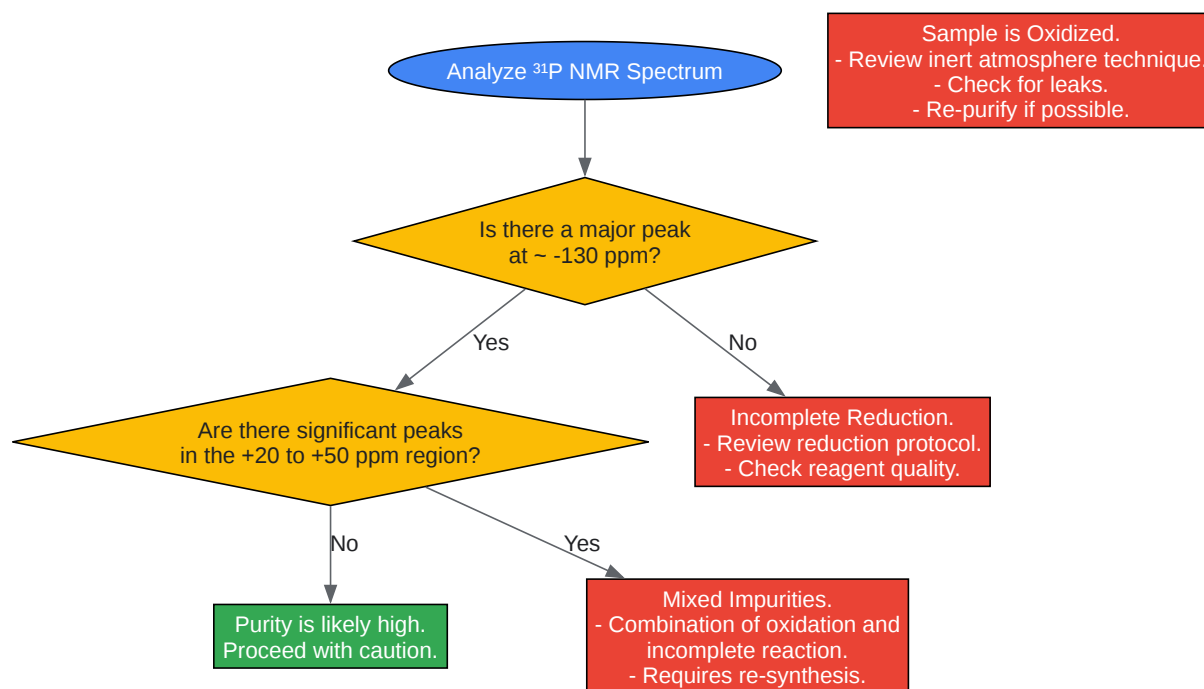 Analyze ³¹P NMR Spectrum
Sample is Oxidized.
- Review inert atmosphere technique.
- Check for leaks.
- Re-purify if possible.
Is there a major peak
at ~ -130 ppm?
Yes
No
Are there significant peaks
in the +20 to +50 ppm region?
Incomplete Reduction.
- Review reduction protocol.
- Check reagent quality.
No
Yes
Purity is likely high.
Proceed with caution.
Mixed Impurities.
- Combination of oxidation and
incomplete reaction.
- Requires re-synthesis.